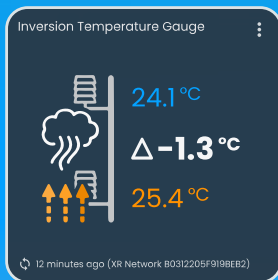 Inversion Temperature Gauge
24.1 °C
△ -1.3 °C
25.4 °C
12 minutes ago (XR Network B0312205F919BEB2)